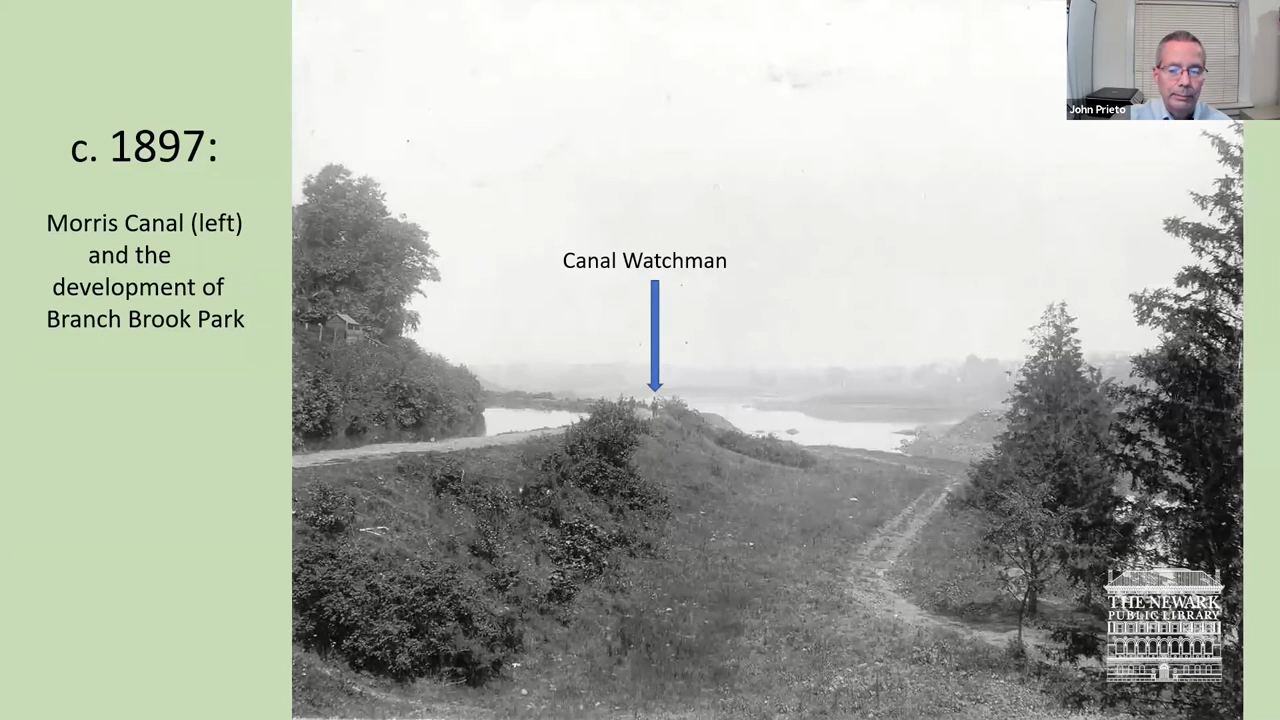 c. 1897:
Morris Canal (left)
and the
development of
Branch Brook Park
Canal Watchman
John Prieto
THE NEWARK
PUBLIC LIBRARY